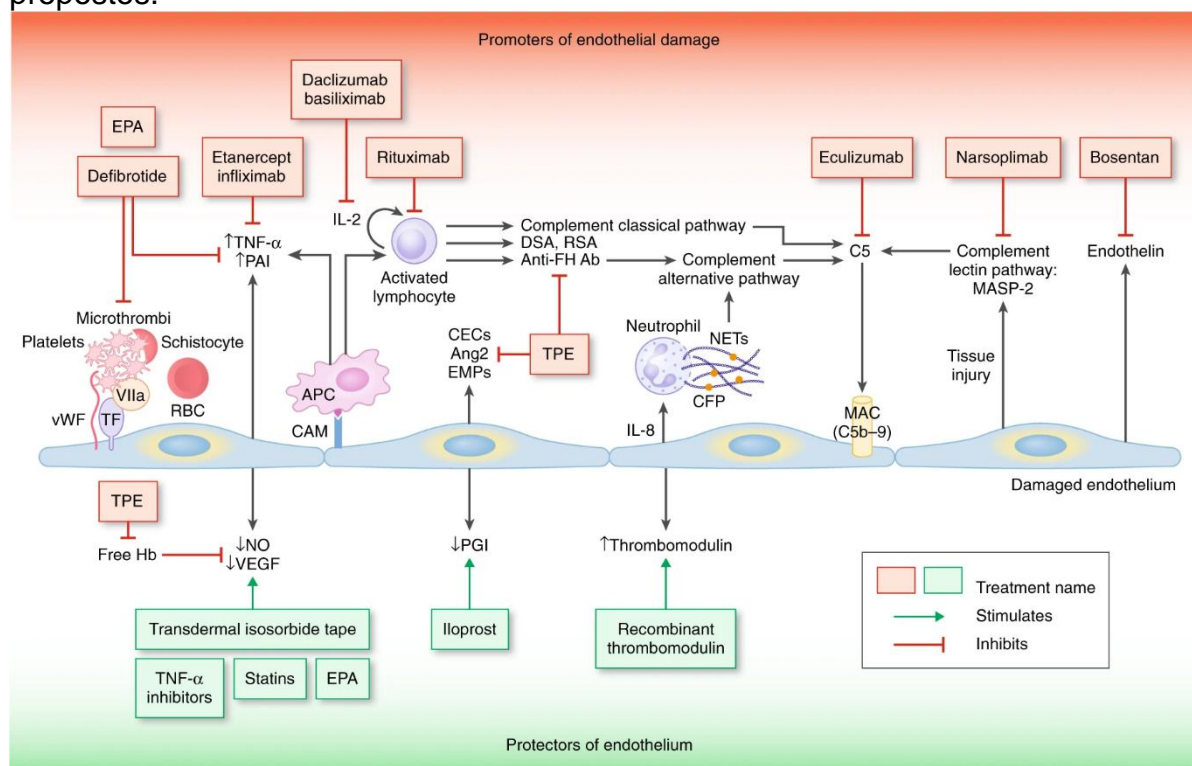 propostos.
Promoters of endothelial damage
Daclizumab
basiliximab
EPA
Defibrotide
Etanercept
infliximab
Rituximab
Eculizumab
Narsoplimab
Bosentan
IL-2
↑TNF-α
↑PAI
Activated
lymphocyte
Complement classical pathway
DSA, RSA
Anti-FH Ab
Complement
alternative pathway
C5
Complement
lectin pathway:
MASP-2
Endothelin
Microthrombi
Platelets
Schistocyte
VIIa
TF
vWF
RBC
APC
CAM
CECs
Ang2
EMPs
TPE
Neutrophil
NETs
CFP
IL-8
MAC
(C5b–9)
Tissue
injury
Damaged endothelium
TPE
Free Hb
↓NO
↓VEGF
↓PGI
↑Thrombomodulin
Transdermal isosorbide tape
TNF-α
inhibitors
Statins
EPA
Iloprost
Recombinant
thrombomodulin
Treatment name
Stimulates
Inhibits
Protectors of endothelium